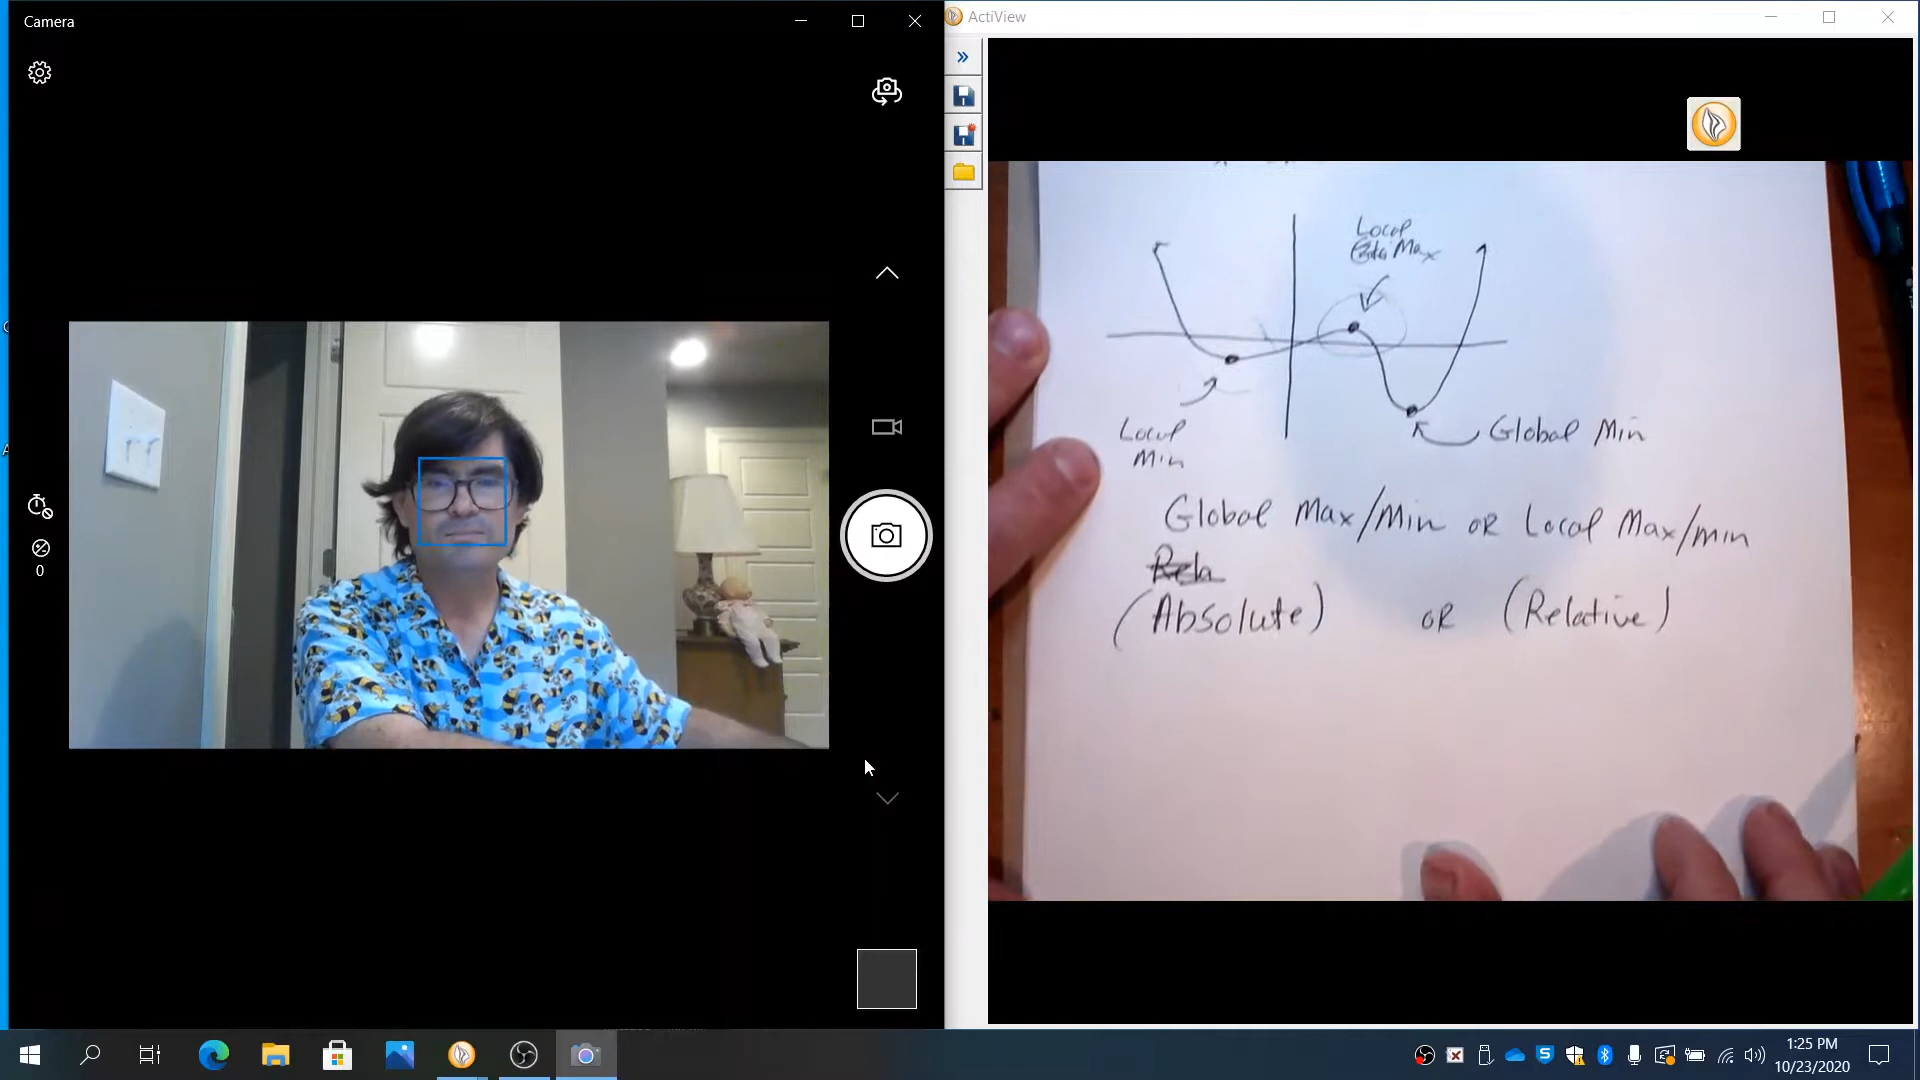 Camera
ActiView
0
Local
Max
Local
Min
Global Min
Global Max/Min OR Local Max/min
Rela
(Absolute) OR (Relative)
1:25 PM
10/23/2020